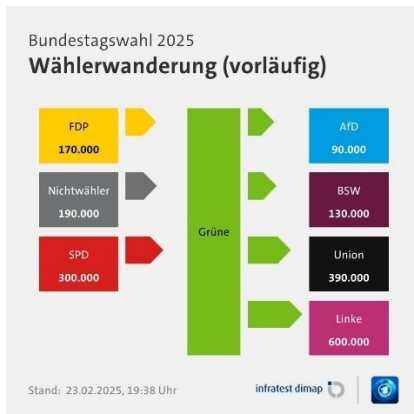 Bundestagswahl 2025
Wählerwanderung (vorläufig)
FDP
170.000
Nichtwähler
190.000
SPD
300.000
Grüne
AfD
90.000
BSW
130.000
Union
390.000
Linke
600.000
Stand: 23.02.2025, 19:38 Uhr
infratest dimap